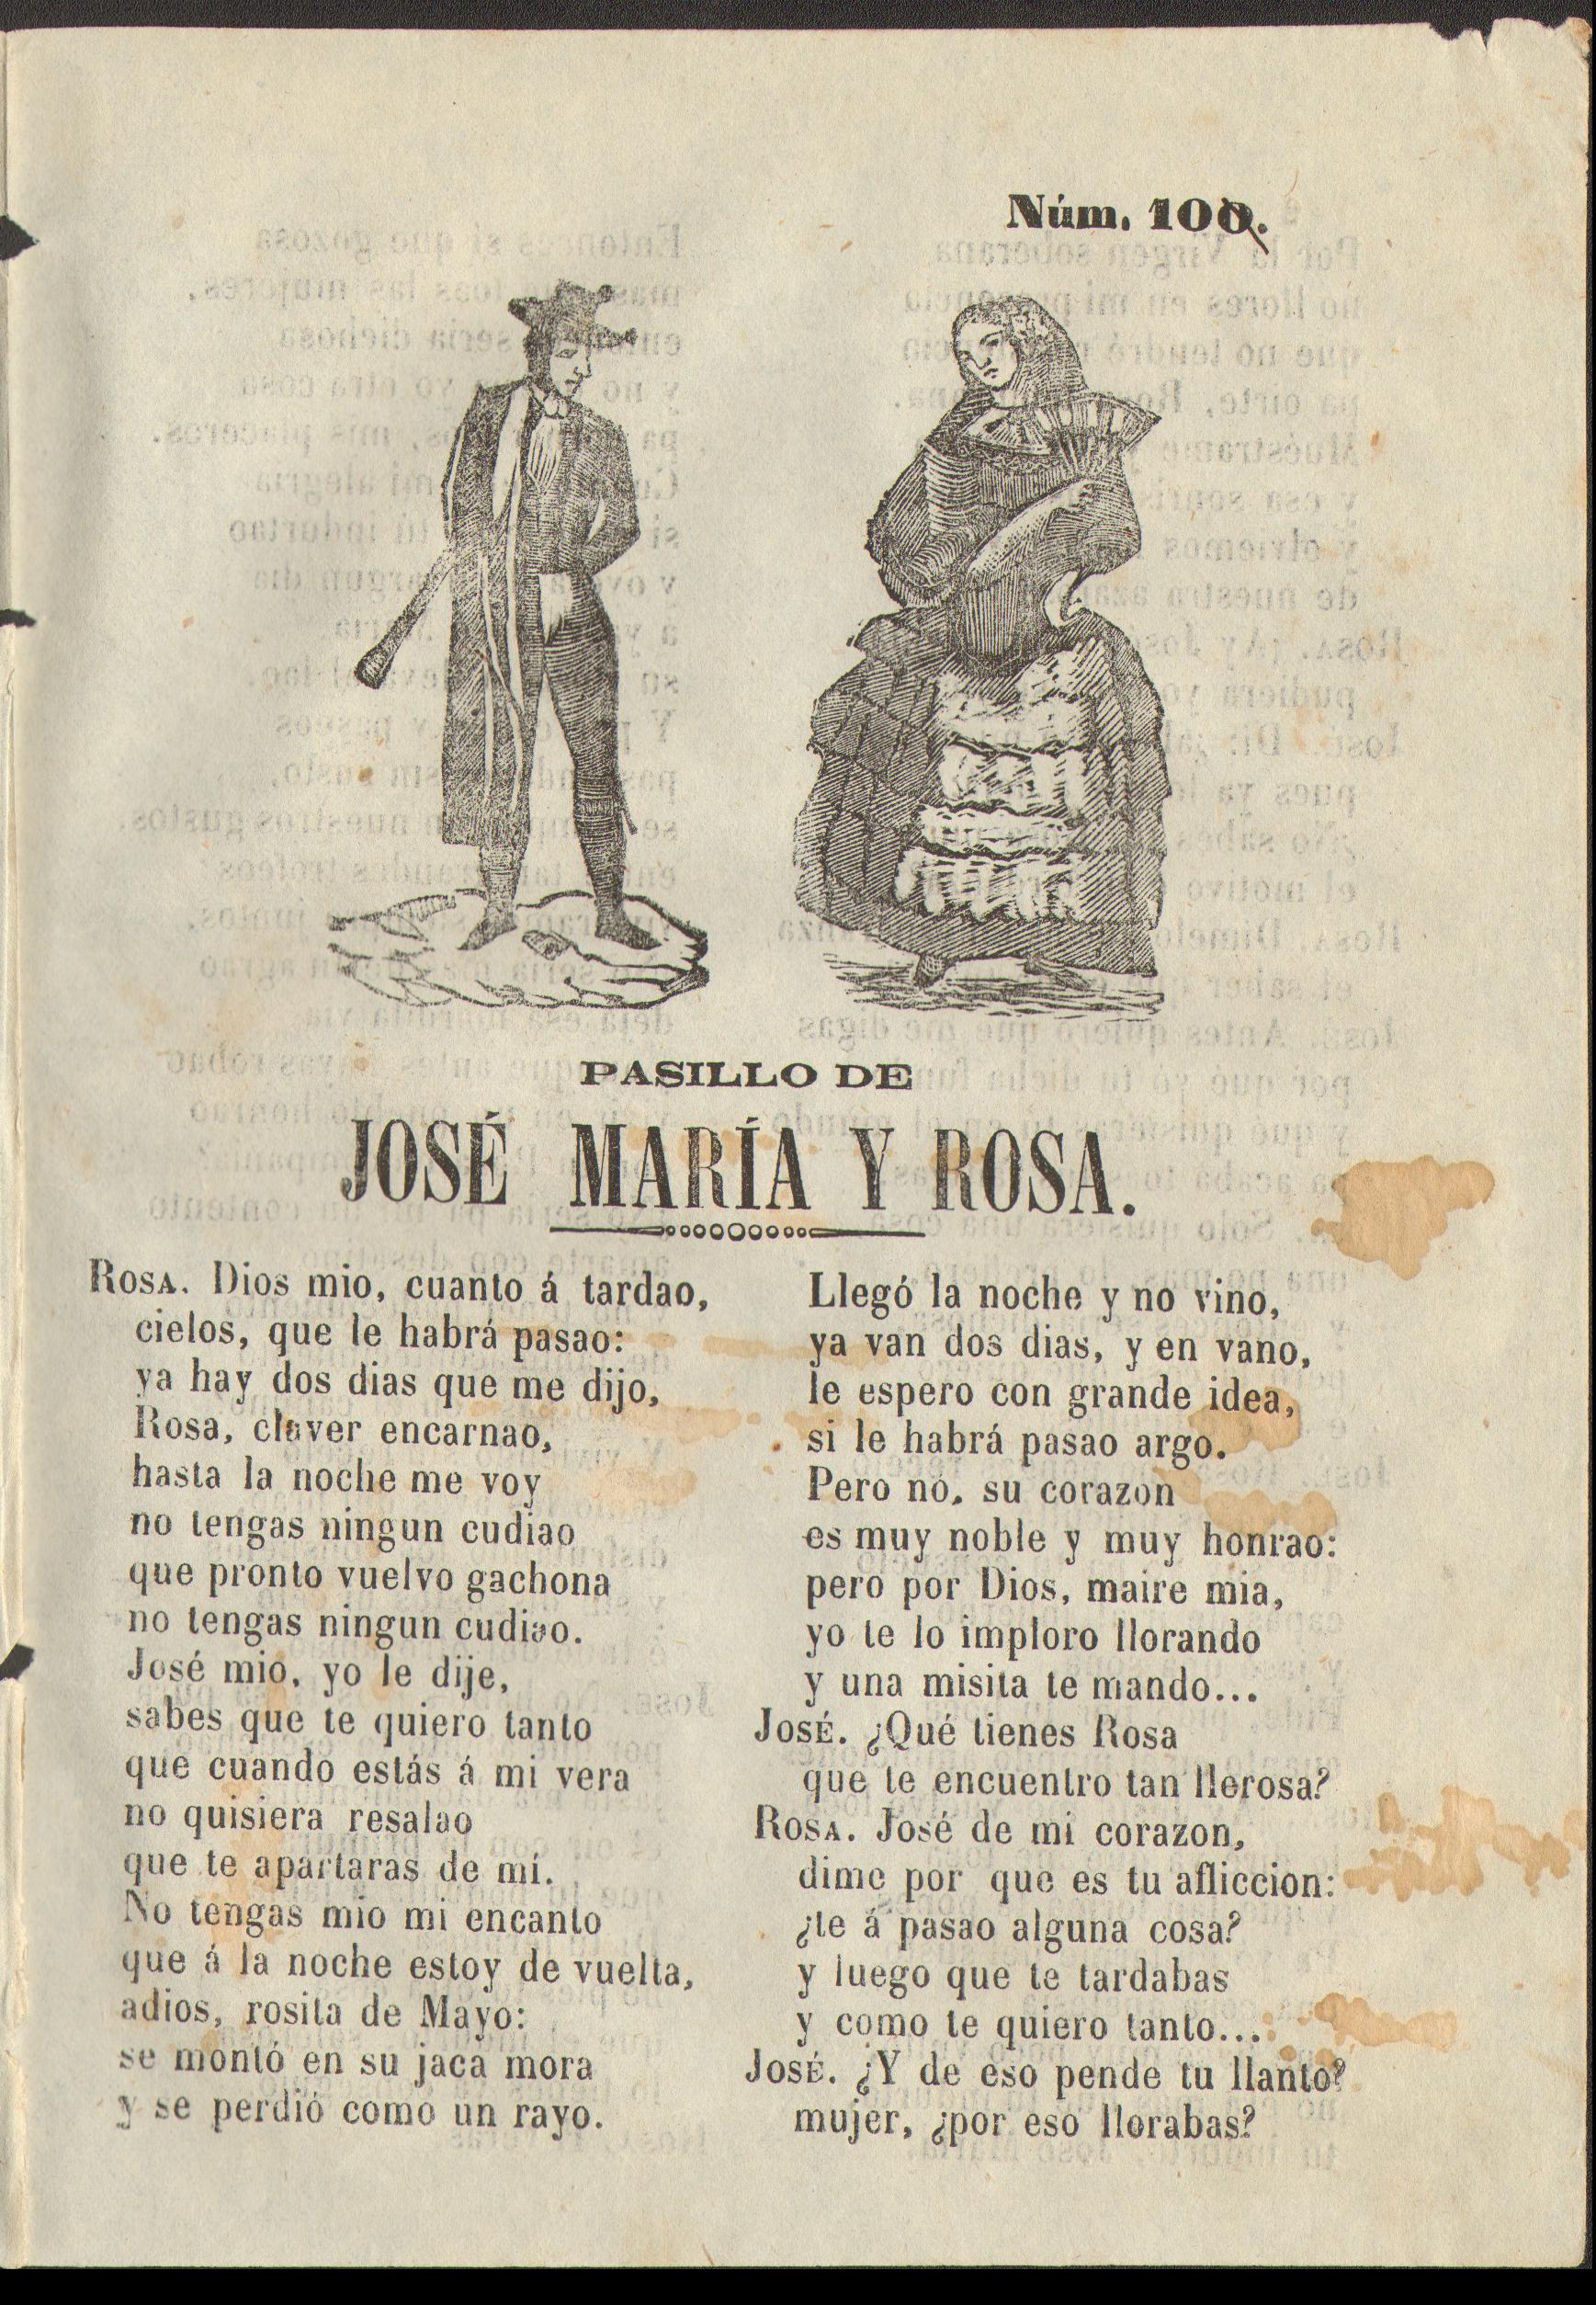 Núm. 100.
PASILLO DE
JOSÉ MARÍA Y ROSA.
ROSA. Dios mio, cuanto á tardao,
cielos, que le habrá pasao:
ya hay dos dias que me dijo,
Rosa, claver encarnao,
hasta la noche me voy
no tengas ningun cudiao
que pronto vuelvo gachona
no tengas ningun cudiao.
José mio, yo le dije,
sabes que te quiero tanto
que cuando estás á mi vera
no quisiera resalao
que te apartaras de mí.
No tengas mio mi encanto
que á la noche estoy de vuelta,
adios, rosita de Mayo:
se montó en su jaca mora
y se perdió como un rayo.
Llegó la noche y no vino,
ya van dos dias, y en vano,
le espero con grande idea,
si le habrá pasao argo.
Pero no, su corazon
es muy noble y muy honrao:
pero por Dios, maire mia,
yo te lo imploro llorando
y una misita te mando...
JOSÉ. ¿Qué tienes Rosa
que te encuentro tan llerosa?
ROSA. José de mi corazon,
dime por que es tu afliccion:
¿te á pasao alguna cosa?
y luego que te tardabas
y como te quiero tanto...
JOSÉ. ¿Y de eso pende tu llanto?
mujer, ¿por eso llorabas?